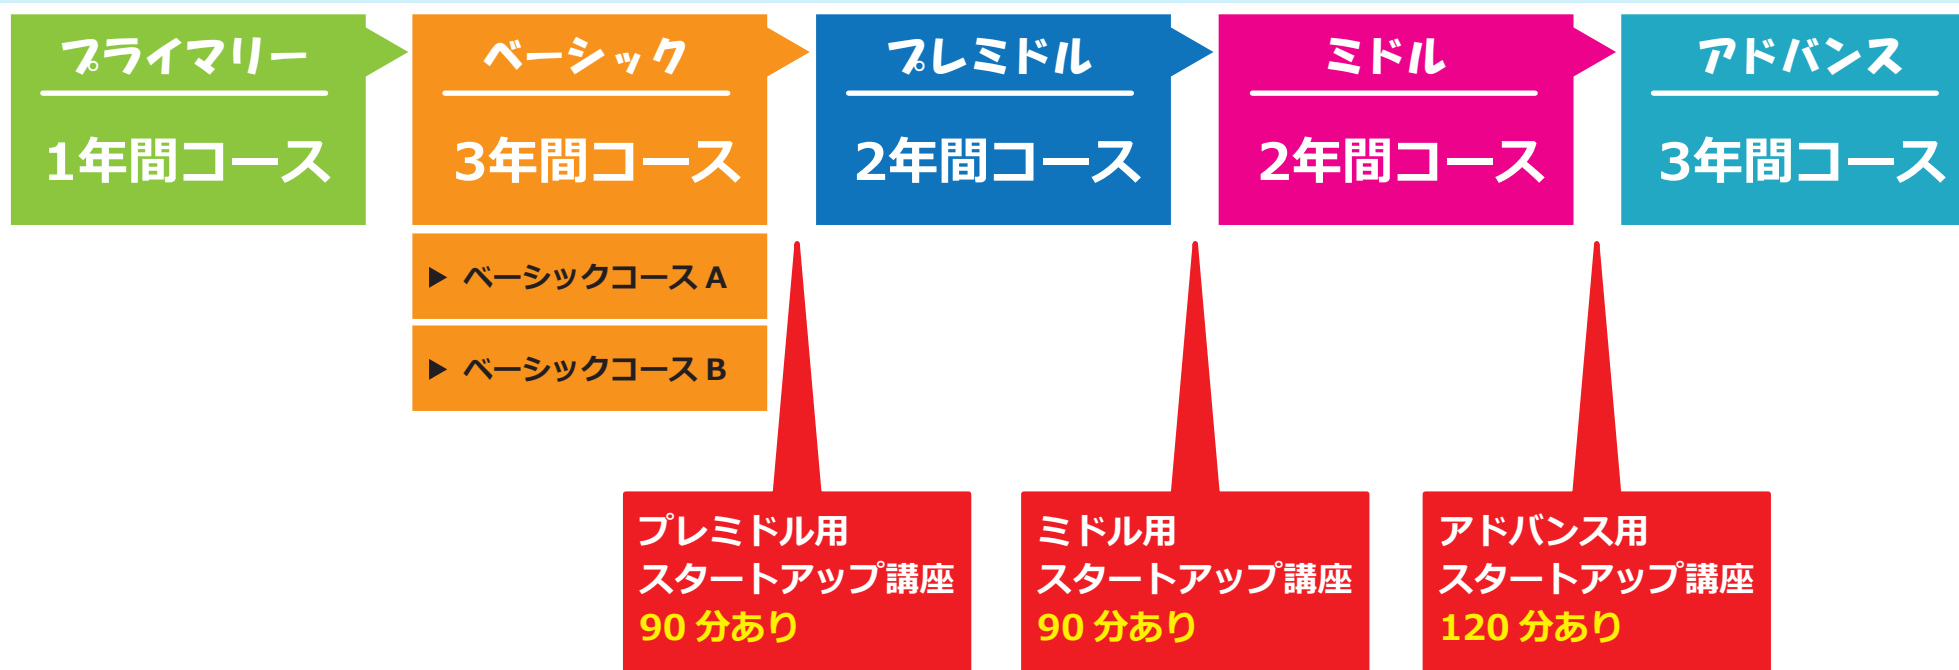 プライマリー
1年間コース
ベーシック
3年間コース
▶ ベーシックコース A
▶ ベーシックコース B
プレミドル
2年間コース
ミドル
2年間コース
アドバンス
3年間コース
プレミドル用
スタートアップ講座
90 分あり
ミドル用
スタートアップ講座
90 分あり
アドバンス用
スタートアップ講座
120 分あり